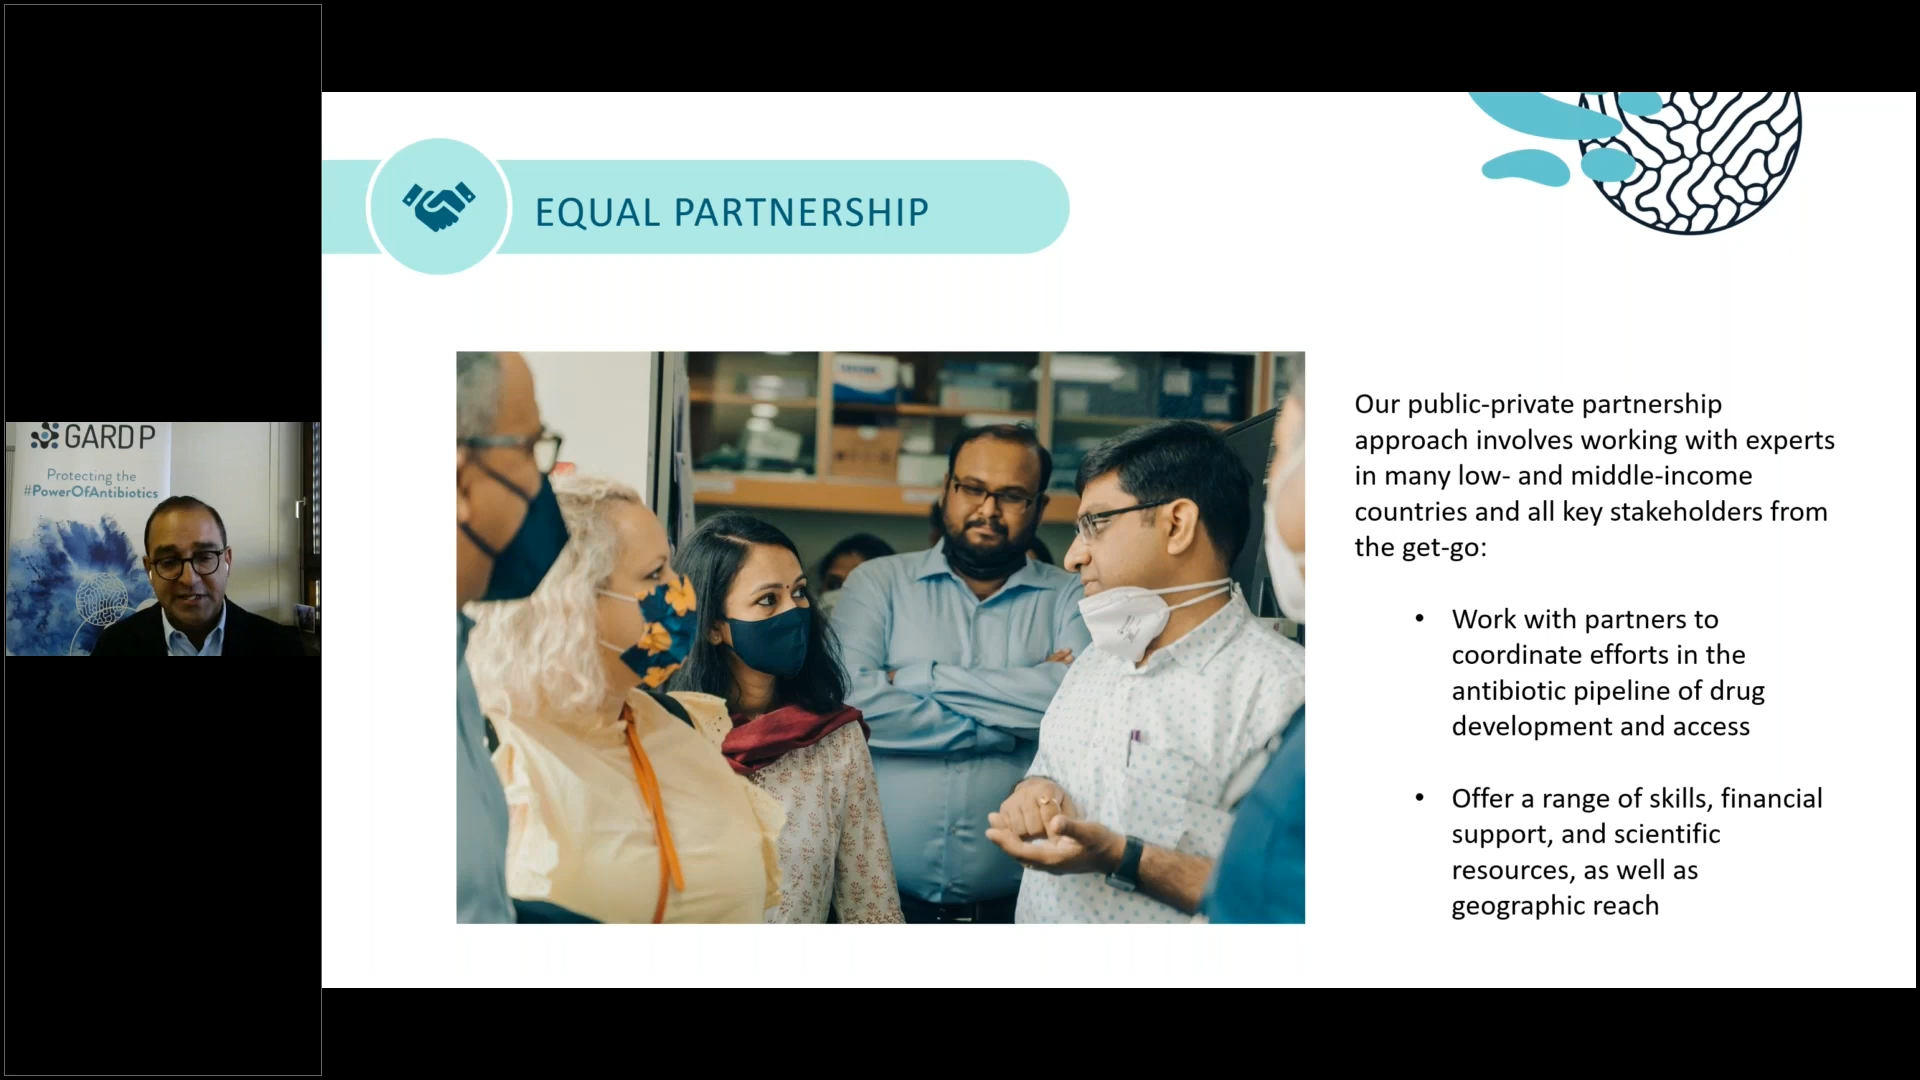 GARDP
Protecting the
#PowerOfAntibiotics
EQUAL PARTNERSHIP
Our public-private partnership
approach involves working with experts
in many low- and middle-income
countries and all key stakeholders from
the get-go:
• Work with partners to
coordinate efforts in the
antibiotic pipeline of drug
development and access
• Offer a range of skills, financial
support, and scientific
resources, as well as
geographic reach